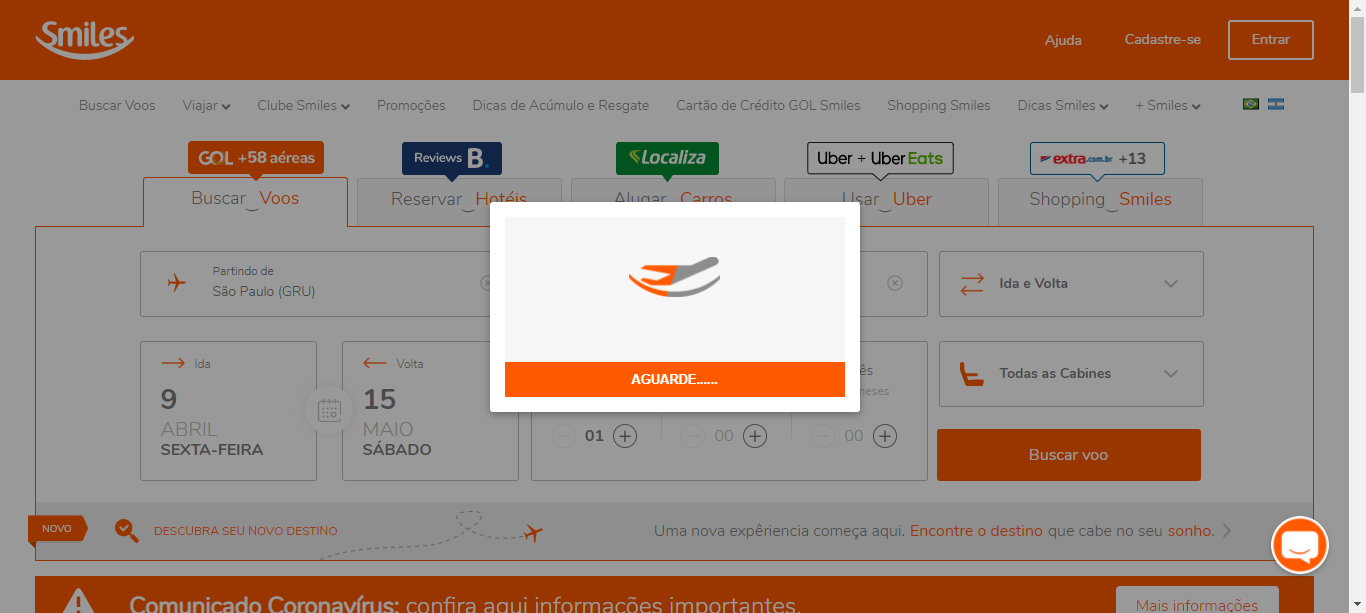 Smiles
Ajuda
Cadastre-se
Entrar
Buscar Voos
Viajar
Clube Smiles
Promoções
Dicas de Acúmulo e Resgate
Cartão de Crédito GOL Smiles
Shopping Smiles
Dicas Smiles
+ Smiles
GOL +58 aéreas
Reviews B.
Localiza
Uber + Uber Eats
extra.com.br +13
Buscar Voos
Reservar Hotéis
Alugar Carros
Usar Uber
Shopping Smiles
Partindo de
São Paulo (GRU)
Ida e Volta
AGUARDE......
Ida
9
ABRIL
SEXTA-FEIRA
Volta
15
MAIO
SÁBADO
01
00
00
Todas as Cabines
Buscar voo
NOVO
DESCUBRA SEU NOVO DESTINO
Uma nova expêriencia começa aqui. Encontre o destino que cabe no seu sonho.
Comunicado Coronavírus: confira aqui informações importantes.
Mais informações